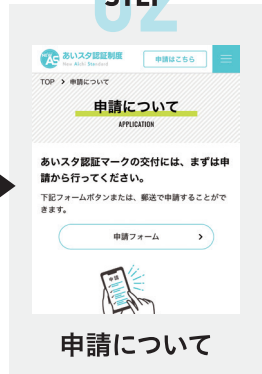 STEP
02
あいスタ認証制度
New Aichi Standard
申請はこちら
TOP > 申請について
申請について
APPLICATION
あいスタ認証マークの交付には、まずは申
請から行ってください。
下記フォームボタンまたは、郵送で申請することがで
きます。
申請フォーム
申請について